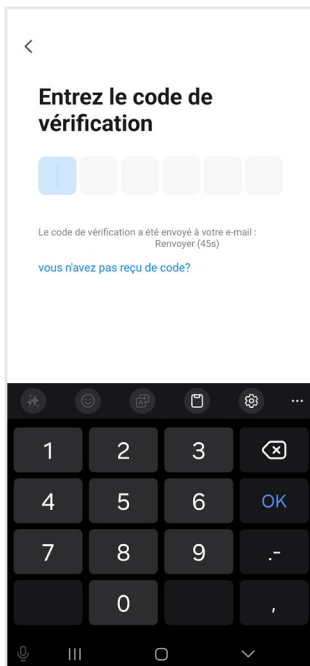 Entrez le code de
vérification
Le code de vérification a été envoyé à votre e-mail :
Renvoyer (45s)
vous n'avez pas reçu de code?
1 2 3
4 5 6 OK
7 8 9 .-
0 ,